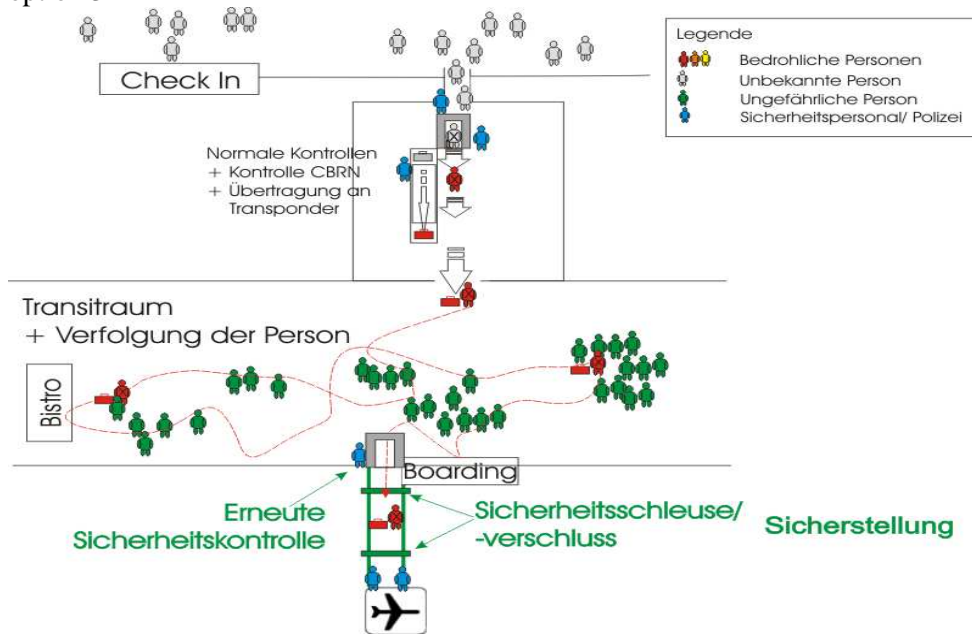 Legende
Bedrohliche Personen
Unbekannte Person
Ungefährliche Person
Sicherheitspersonal/ Polizei
Check In
Normale Kontrollen
+ Kontrolle CBRN
+ Übertragung an
Transponder
Transitraum
+ Verfolgung der Person
Bistro
Boarding
Erneute
Sicherheitskontrolle
Sicherheitsschleuse/
-verschluss
Sicherstellung